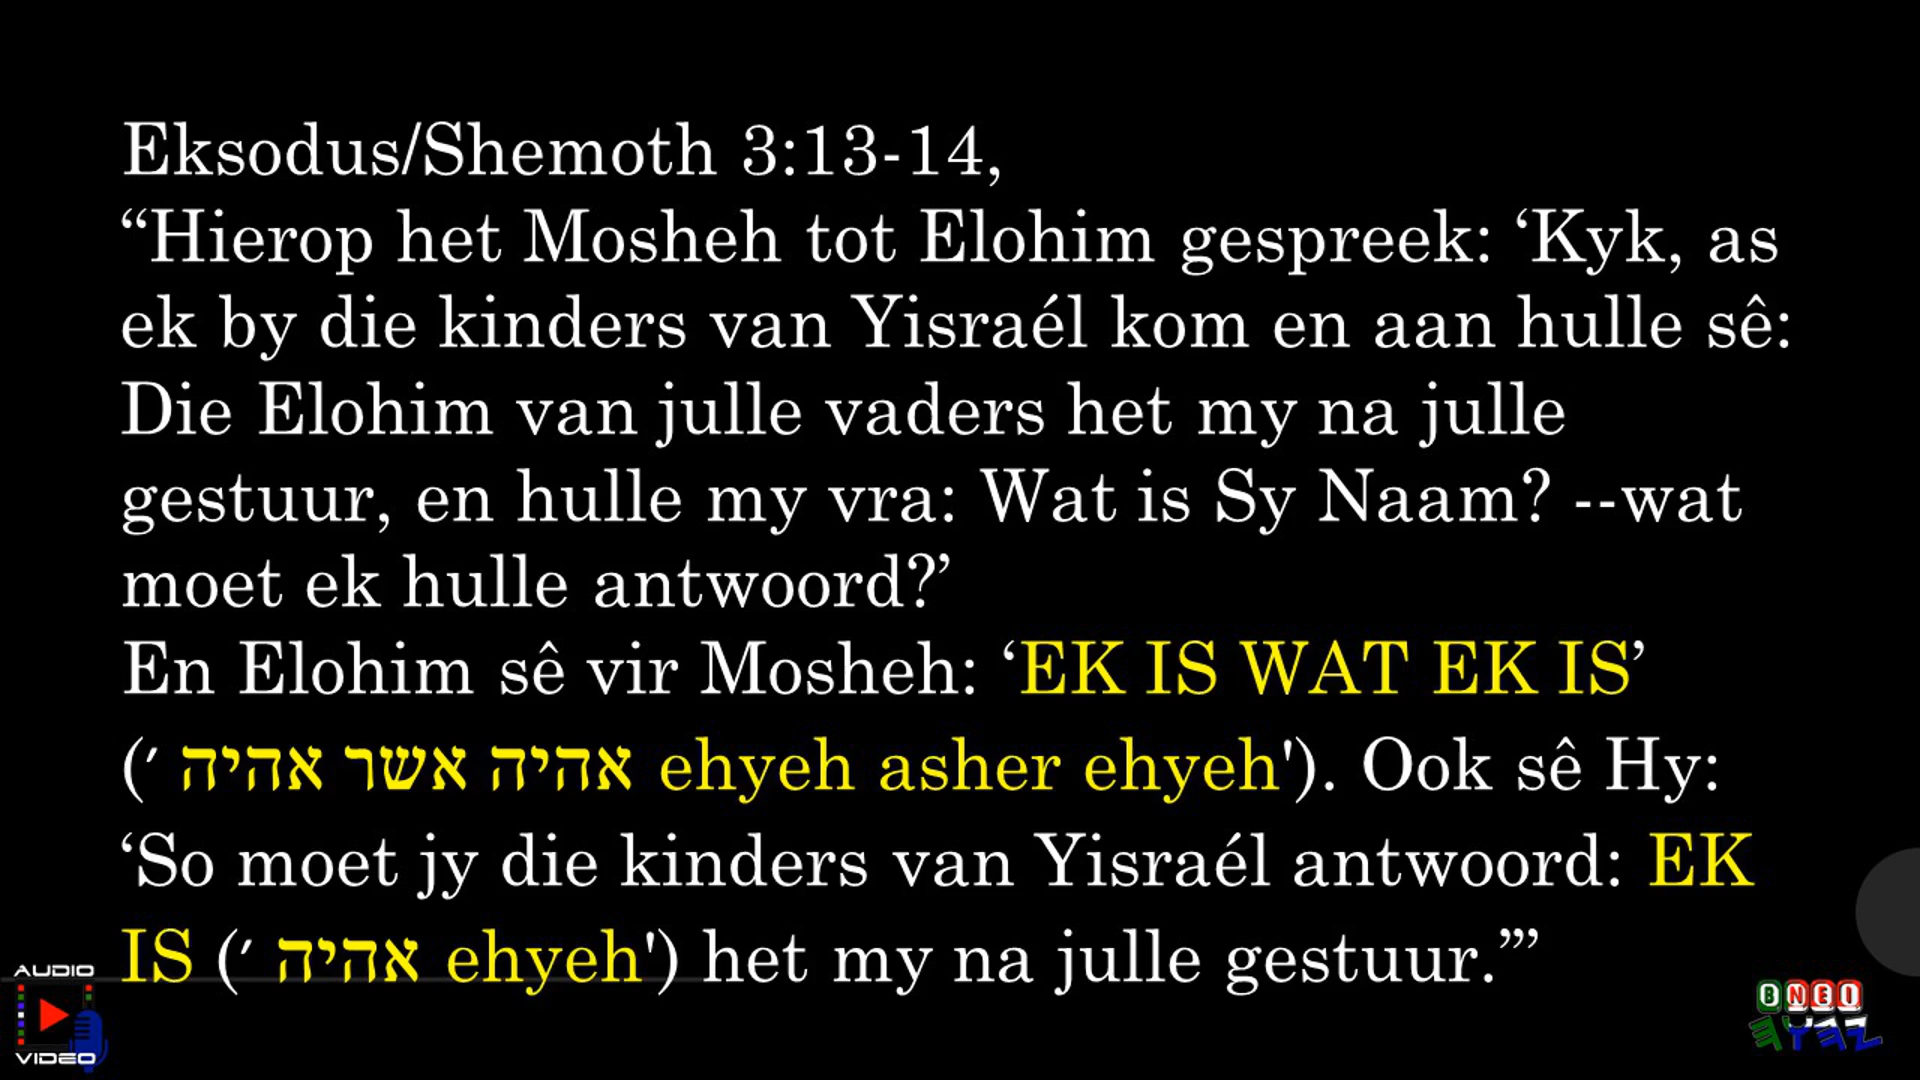 Eksodus/Shemoth 3:13-14,
“Hierop het Mosheh tot Elohim gespreek: ‘Kyk, as
ek by die kinders van Yisraél kom en aan hulle sê:
Die Elohim van julle vaders het my na julle
gestuur, en hulle my vra: Wat is Sy Naam? --wat
moet ek hulle antwoord?’
En Elohim sê vir Mosheh: ‘EK IS WAT EK IS’
(′ אהיה אשר אהיה ehyeh asher ehyeh'). Ook sê Hy:
‘So moet jy die kinders van Yisraél antwoord: EK
IS (′ אהיה ehyeh') het my na julle gestuur.”’
AUDIO
VIDEO
BNEI